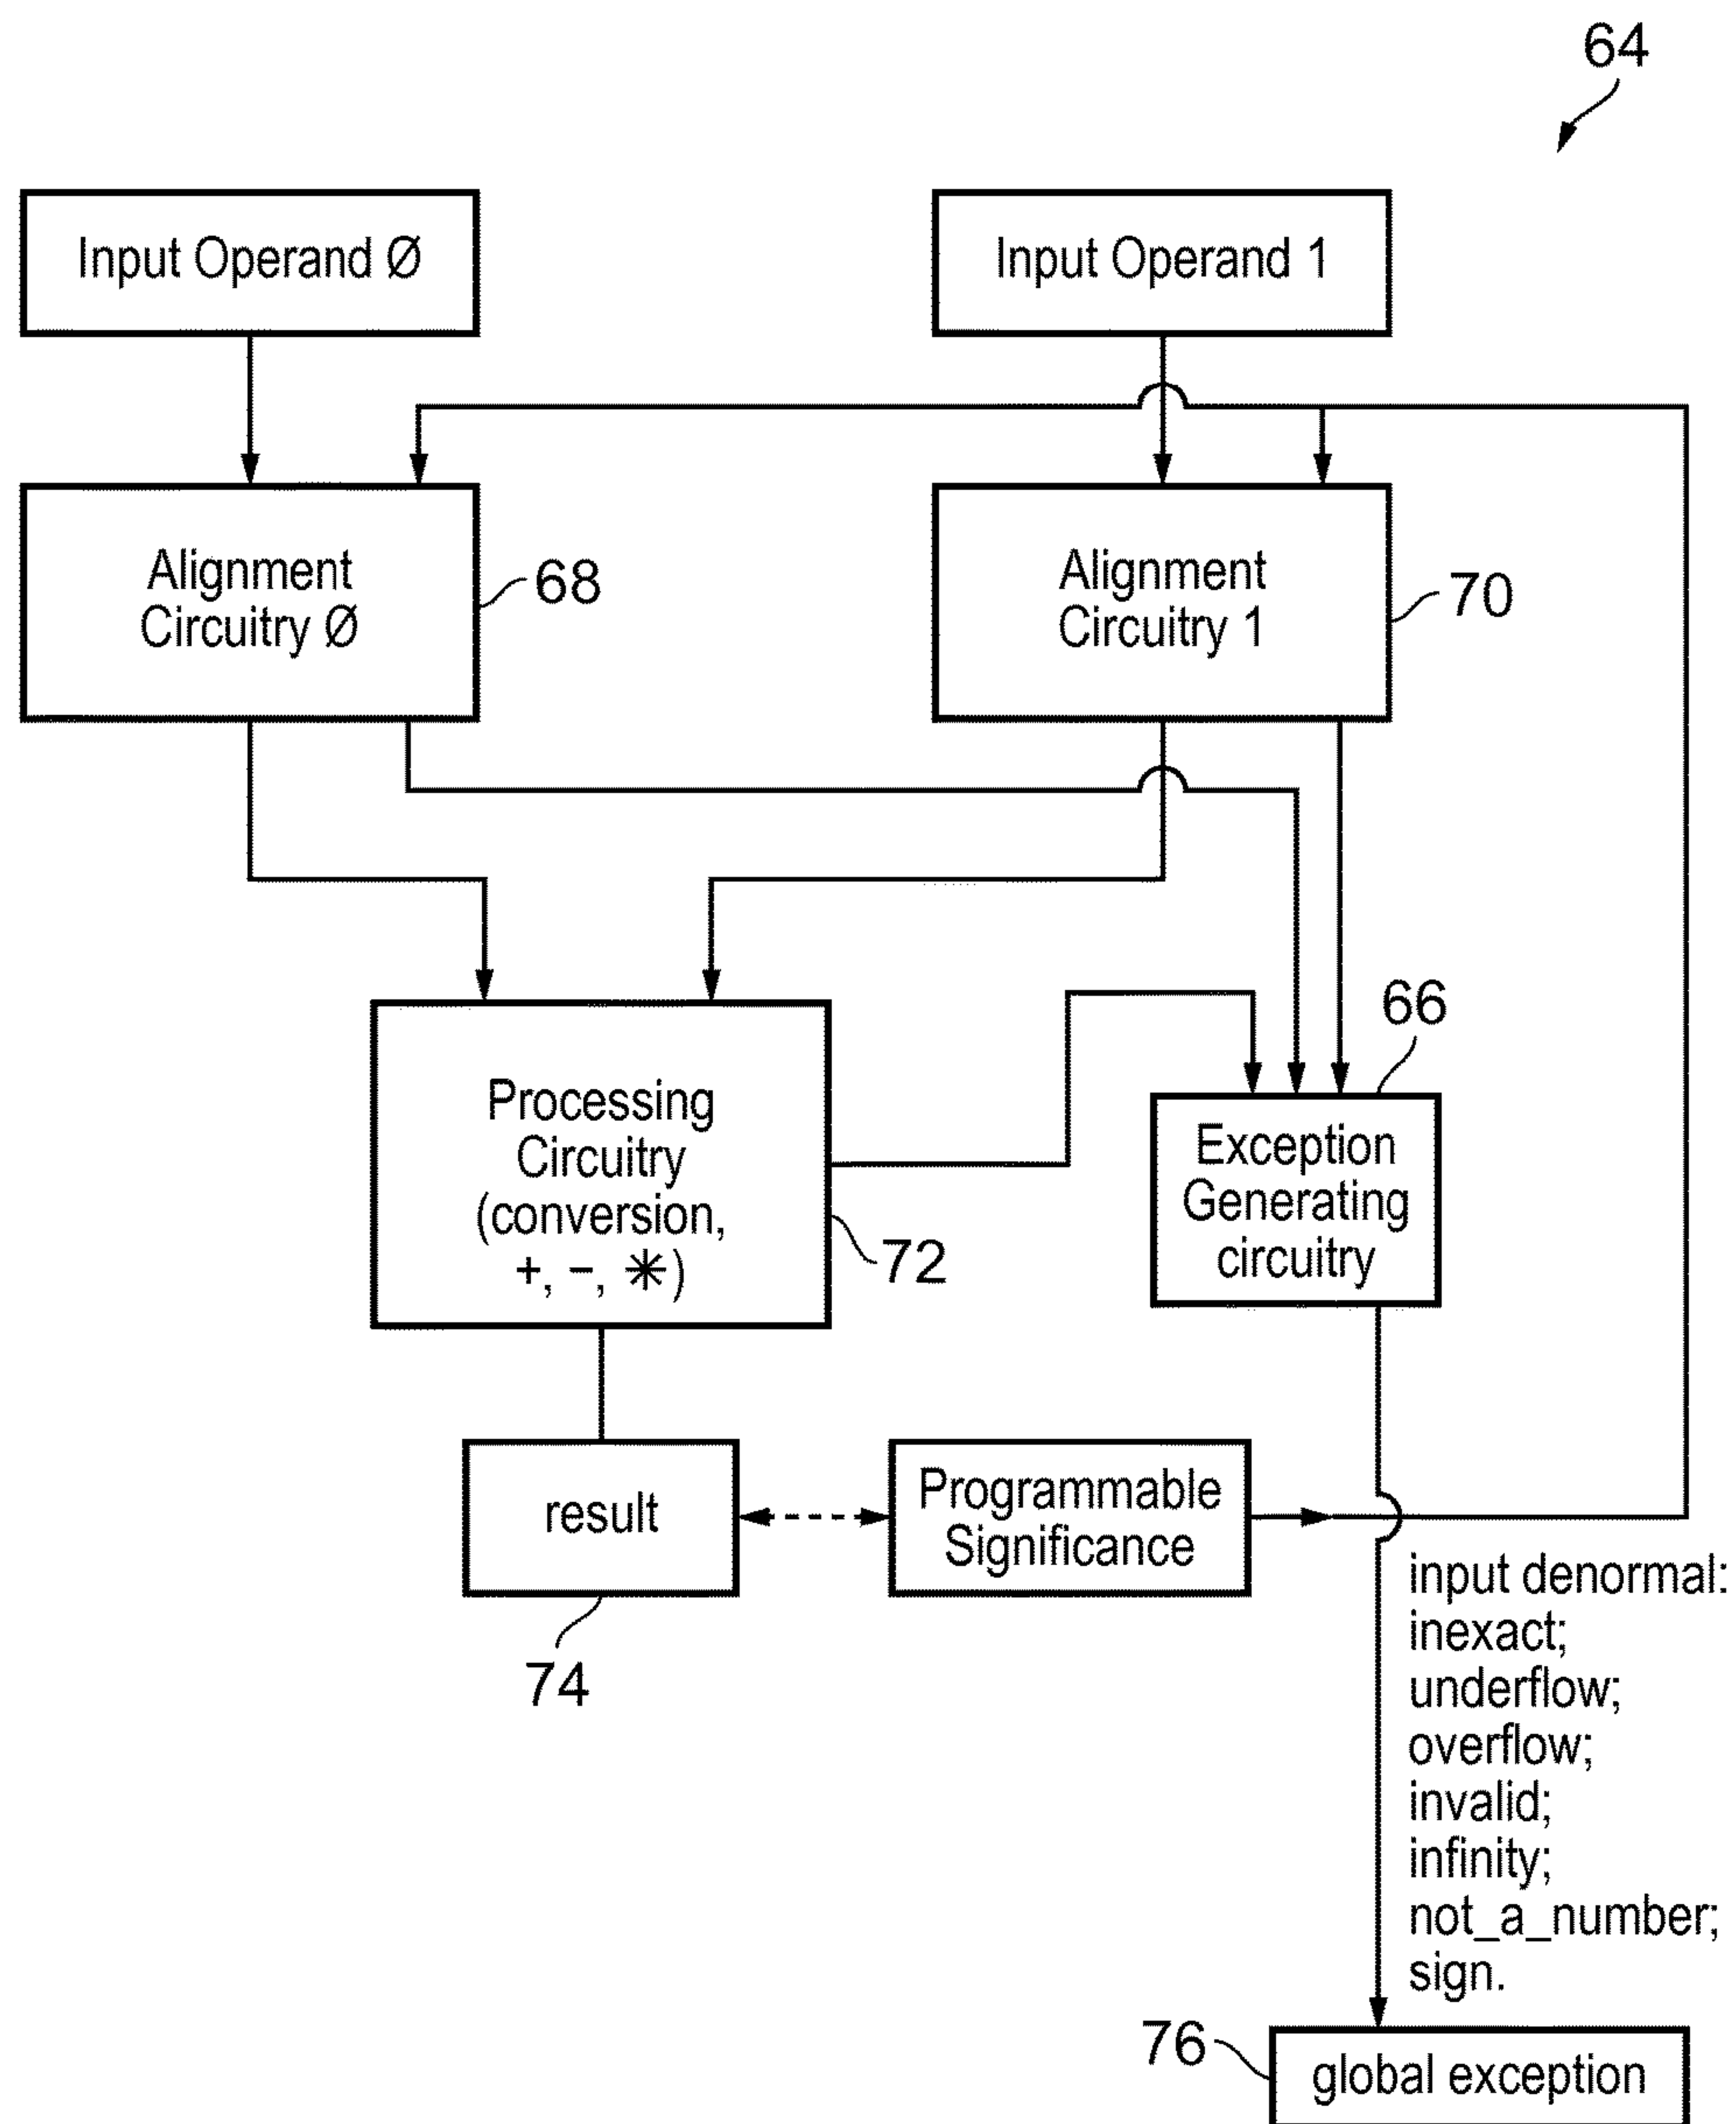 64
Input Operand Ø
Input Operand 1
Alignment
Circuitry Ø
68
Alignment
Circuitry 1
70
Processing
Circuitry
(conversion,
+, −, ✳)
72
66
Exception
Generating
circuitry
result
74
Programmable
Significance
input denormal:
inexact;
underflow;
overflow;
invalid;
infinity;
not_a_number;
sign.
76
global exception